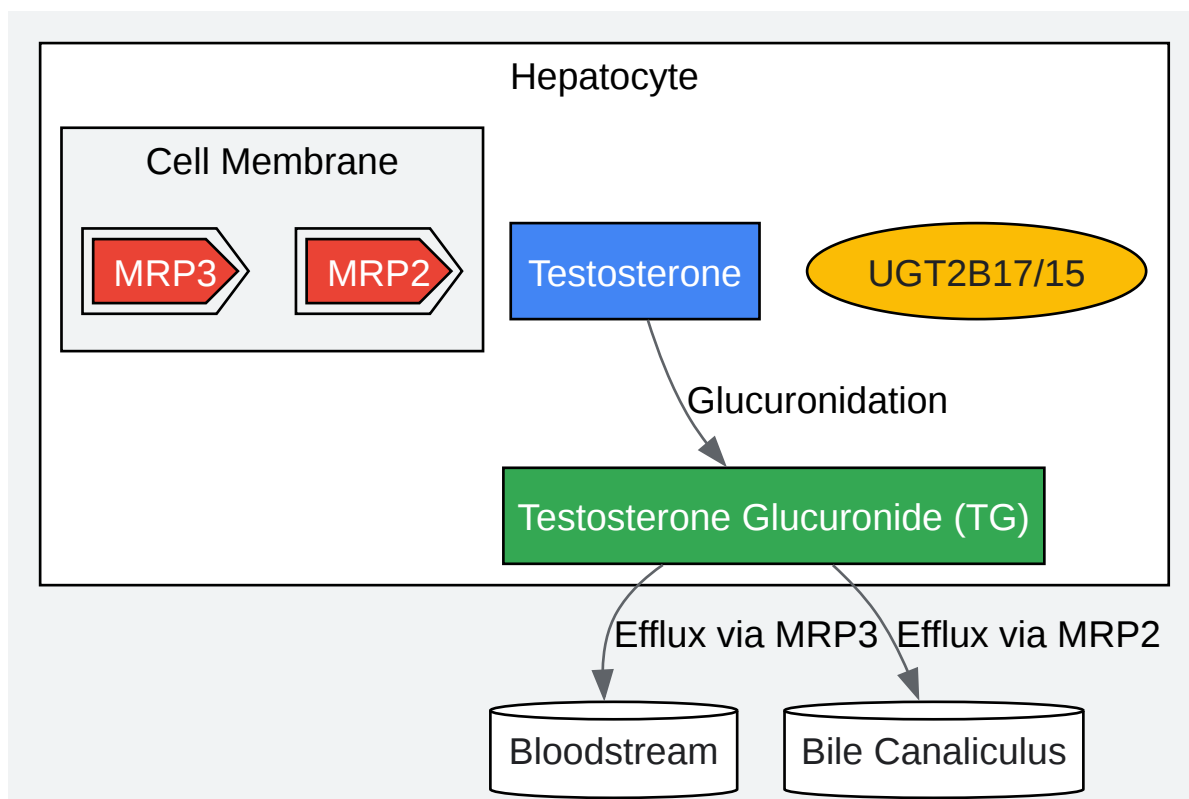 Hepatocyte
Cell Membrane
MRP3
MRP2
Testosterone
UGT2B17/15
Glucuronidation
Testosterone Glucuronide (TG)
Efflux via MRP3
Efflux via MRP2
Bloodstream
Bile Canaliculus